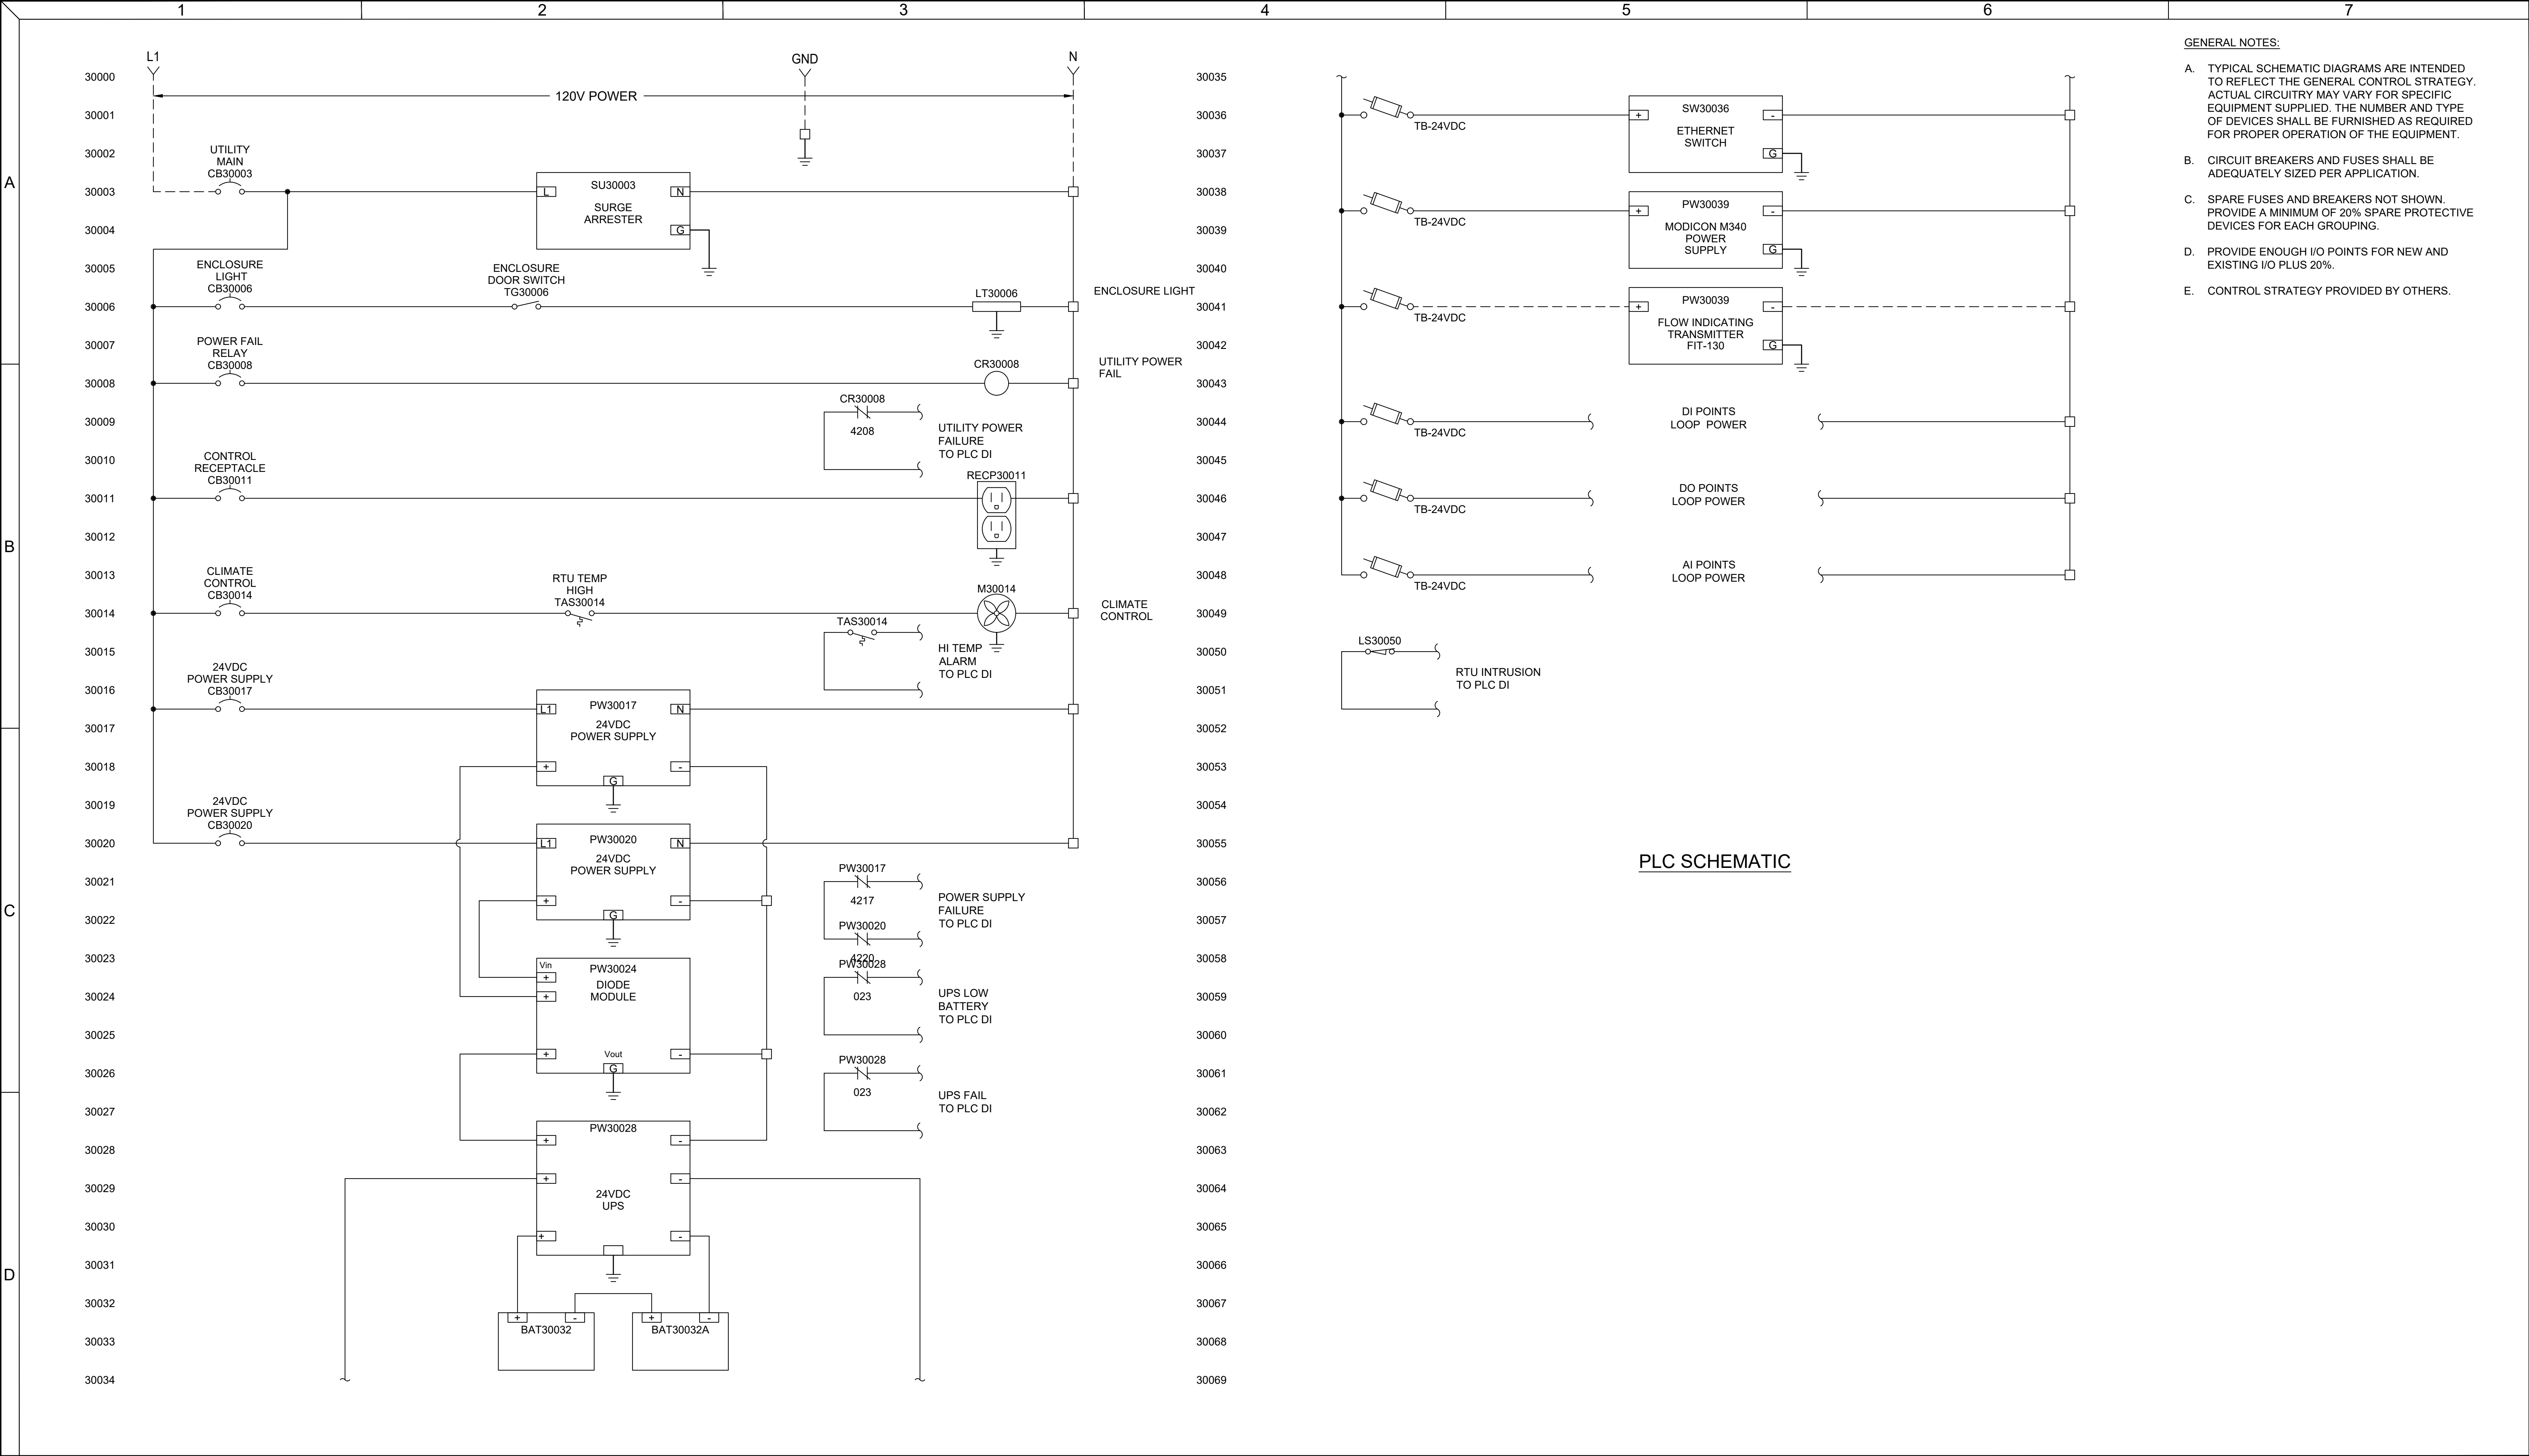 1
2
3
4
5
6
7
A
B
C
D
L1
GND
N
120V POWER
30000
30001
30002
UTILITY
MAIN
CB30003
30003
L
SU30003
N
SURGE
ARRESTER
30004
G
30005
ENCLOSURE
LIGHT
CB30006
ENCLOSURE
DOOR SWITCH
TG30006
LT30006
ENCLOSURE LIGHT
30006
30007
POWER FAIL
RELAY
CB30008
CR30008
UTILITY POWER
FAIL
30008
CR30008
30009
4208
UTILITY POWER
FAILURE
TO PLC DI
30010
CONTROL
RECEPTACLE
CB30011
RECP30011
30011
30012
30013
CLIMATE
CONTROL
CB30014
RTU TEMP
HIGH
TAS30014
M30014
CLIMATE
CONTROL
30014
TAS30014
30015
HI TEMP
ALARM
TO PLC DI
24VDC
POWER SUPPLY
CB30017
30016
L1
PW30017
N
24VDC
POWER SUPPLY
30017
30018
+
-
G
30019
24VDC
POWER SUPPLY
CB30020
30020
L1
PW30020
N
24VDC
POWER SUPPLY
30021
+
-
G
PW30017
4217
POWER SUPPLY
FAILURE
TO PLC DI
30022
PW30020
4220
30023
Vin
+
+
PW30024
DIODE
MODULE
PW30028
30024
023
UPS LOW
BATTERY
TO PLC DI
30025
+
Vout
-
G
30026
PW30028
023
UPS FAIL
TO PLC DI
30027
PW30028
30028
+
-
30029
+
-
24VDC
UPS
30030
+
-
30031
30032
+
-
BAT30032
+
-
BAT30032A
30033
30034
30035
30036
TB-24VDC
+
SW30036
-
ETHERNET
SWITCH
30037
G
30038
TB-24VDC
+
PW30039
-
MODICON M340
POWER
SUPPLY
30039
G
30040
30041
TB-24VDC
+
PW30039
-
FLOW INDICATING
TRANSMITTER
FIT-130
30042
G
30043
30044
TB-24VDC
DI POINTS
LOOP POWER
30045
30046
TB-24VDC
DO POINTS
LOOP POWER
30047
30048
TB-24VDC
AI POINTS
LOOP POWER
30049
LS30050
30050
RTU INTRUSION
TO PLC DI
30051
30052
30053
30054
30055
30056
30057
30058
30059
30060
30061
30062
30063
30064
30065
30066
30067
30068
30069
PLC SCHEMATIC
GENERAL NOTES:
A. TYPICAL SCHEMATIC DIAGRAMS ARE INTENDED
TO REFLECT THE GENERAL CONTROL STRATEGY.
ACTUAL CIRCUITRY MAY VARY FOR SPECIFIC
EQUIPMENT SUPPLIED. THE NUMBER AND TYPE
OF DEVICES SHALL BE FURNISHED AS REQUIRED
FOR PROPER OPERATION OF THE EQUIPMENT.
B. CIRCUIT BREAKERS AND FUSES SHALL BE
ADEQUATELY SIZED PER APPLICATION.
C. SPARE FUSES AND BREAKERS NOT SHOWN.
PROVIDE A MINIMUM OF 20% SPARE PROTECTIVE
DEVICES FOR EACH GROUPING.
D. PROVIDE ENOUGH I/O POINTS FOR NEW AND
EXISTING I/O PLUS 20%.
E. CONTROL STRATEGY PROVIDED BY OTHERS.